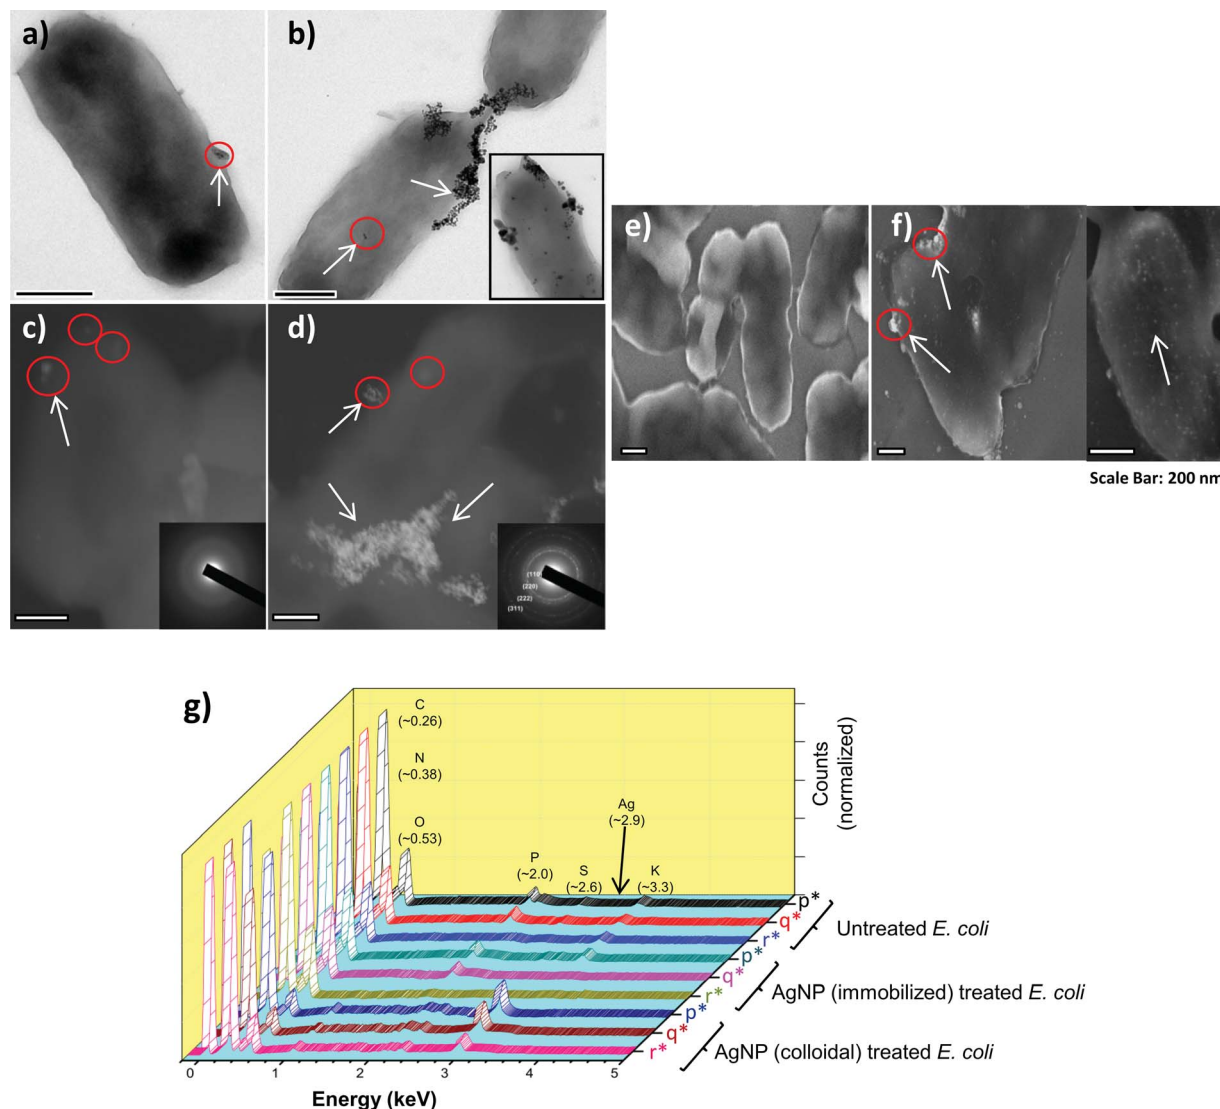 a)
b)
c)
d)
(110)
(220)
(222)
(311)
e)
f)
Scale Bar: 200 nm
g)
C
(~0.26)
N
(~0.38)
O
(~0.53)
P
(~2.0)
S
(~2.6)
Ag
(~2.9)
K
(~3.3)
Counts
(normalized)
p*
q*
r*
Untreated E. coli
p*
q*
r*
AgNP (immobilized) treated E. coli
p*
q*
r*
AgNP (colloidal) treated E. coli
0 1 2 3 4 5
Energy (keV)